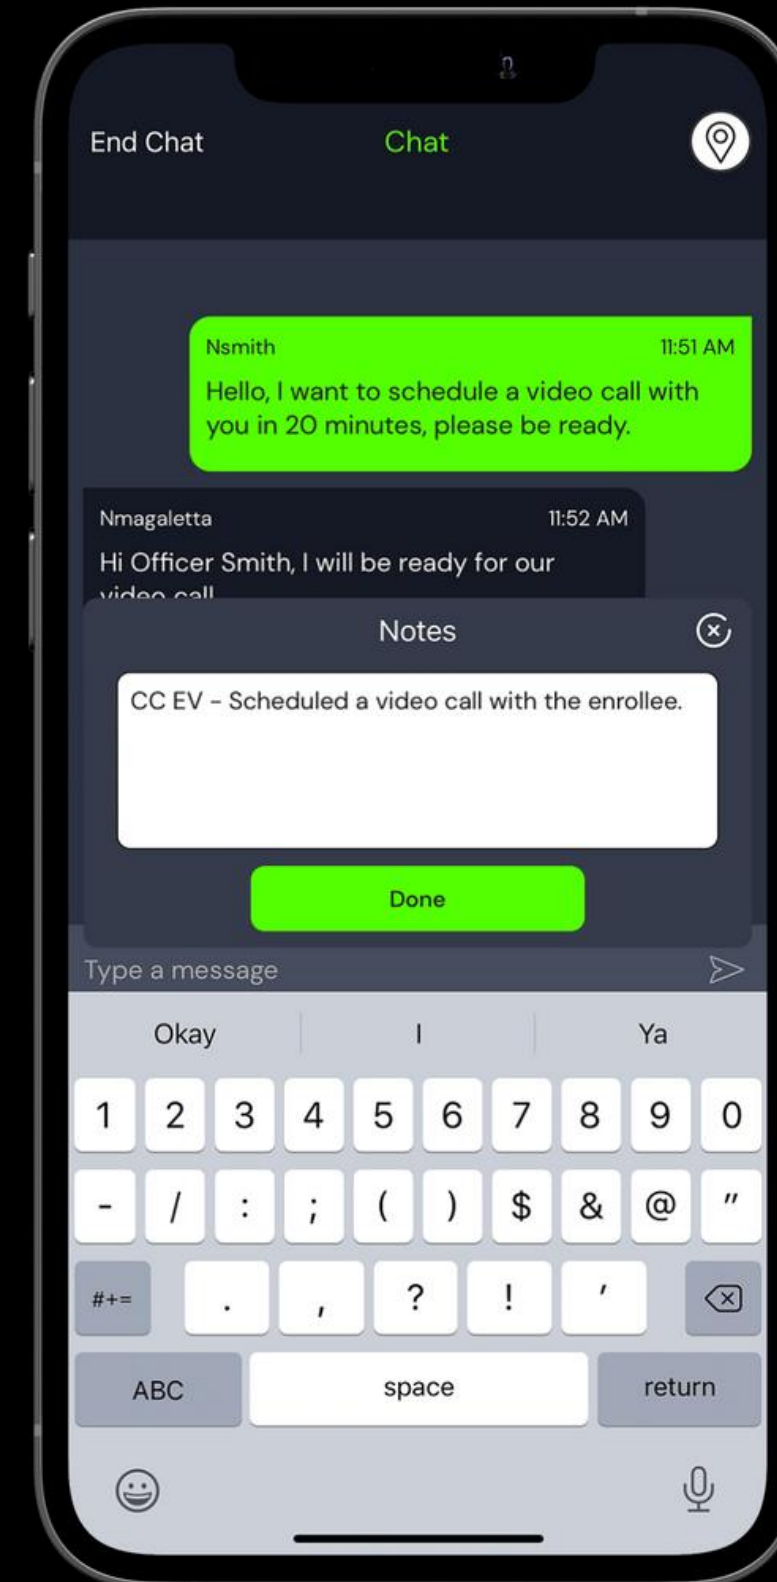 End Chat Chat
Nsmith 11:51 AM
Hello, I want to schedule a video call with
you in 20 minutes, please be ready.
Nmagaletta 11:52 AM
Hi Officer Smith, I will be ready for our
video call
Notes
CC EV – Scheduled a video call with the enrollee.
Done
Type a message
Okay I Ya
1 2 3 4 5 6 7 8 9 0
- / : ; ( ) $ & @ "
#+= . , ? ! '
ABC space return